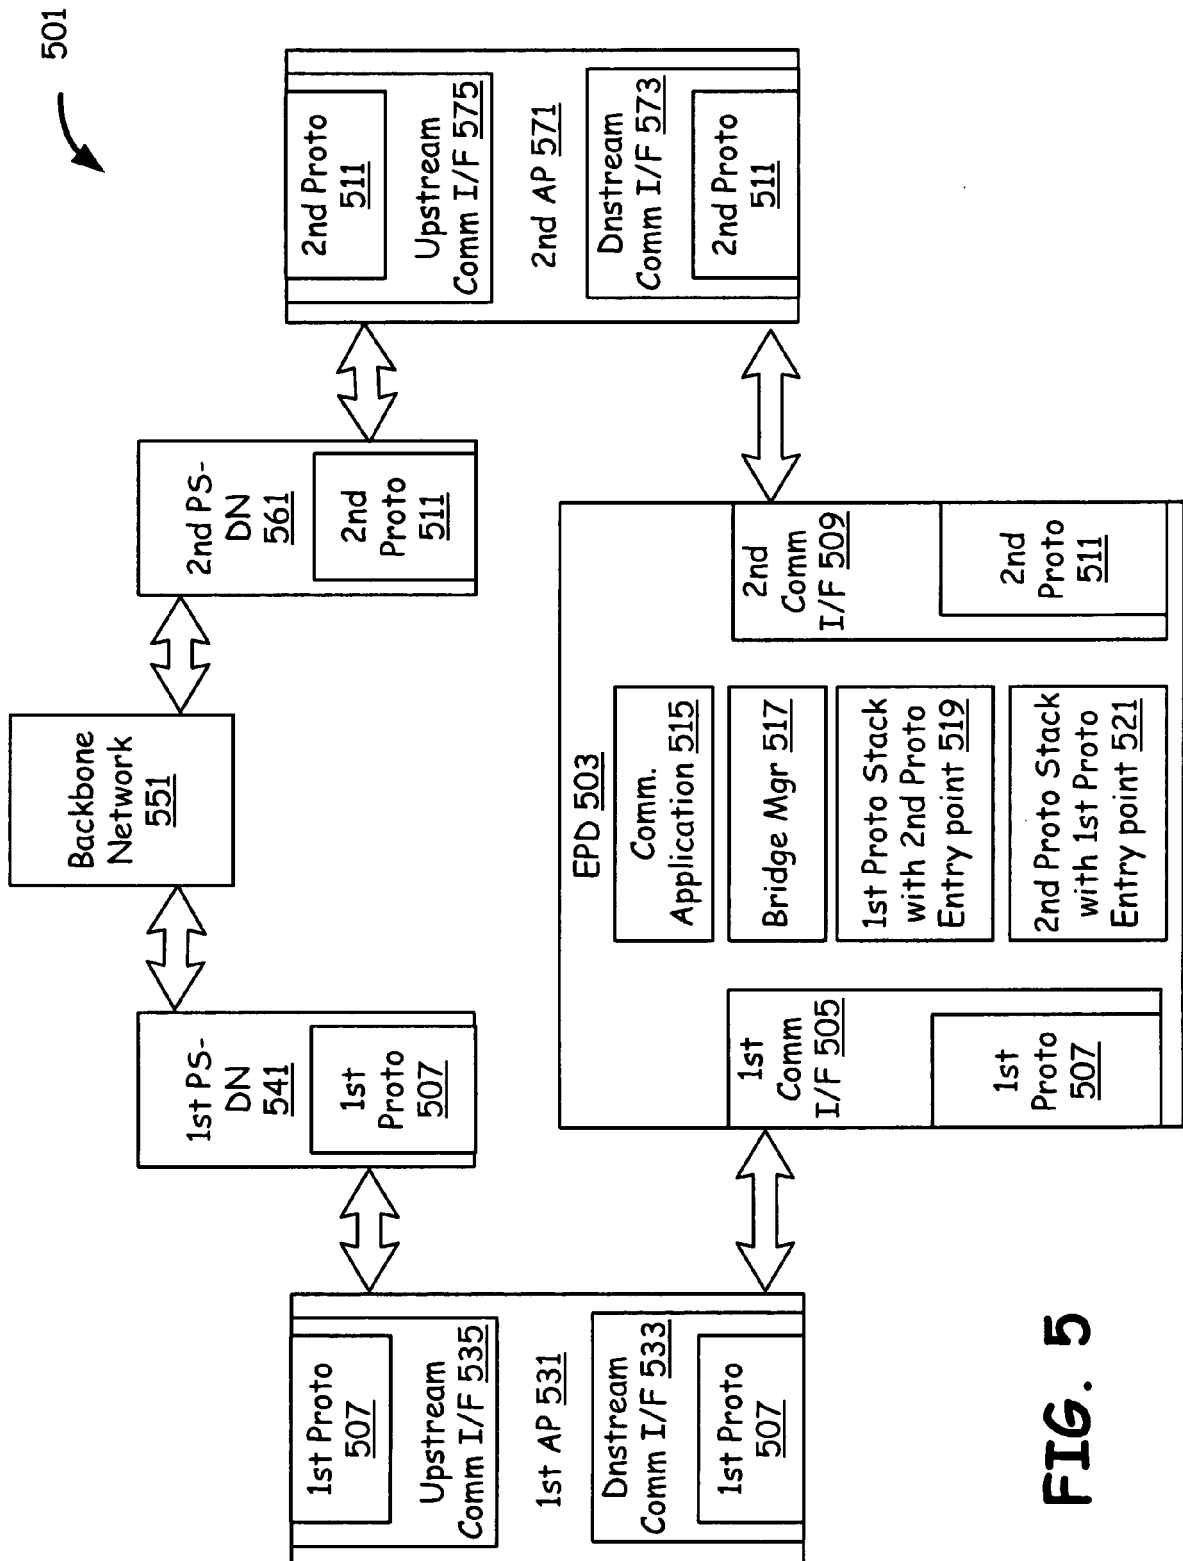 501
Backbone
Network
551
1st PS-
DN
541
1st
Proto
507
2nd PS-
DN
561
2nd
Proto
511
1st Proto
507
Upstream
Comm I/F 535
1st AP 531
Dnstream
Comm I/F 533
1st Proto
507
2nd Proto
511
Upstream
Comm I/F 575
2nd AP 571
Dnstream
Comm I/F 573
2nd Proto
511
EPD 503
Comm.
Application 515
Bridge Mgr 517
1st Proto Stack
with 2nd Proto
Entry point 519
2nd Proto Stack
with 1st Proto
Entry point 521
1st
Comm
I/F 505
1st
Proto
507
2nd
Comm
I/F 509
2nd
Proto
511
FIG. 5